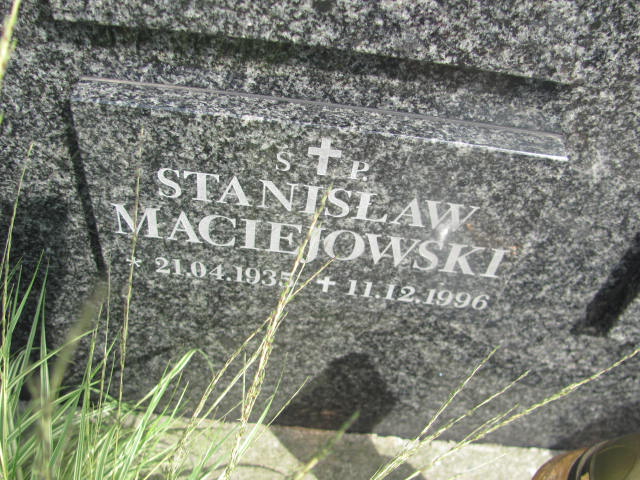 S ✝ P
STANISŁAW
MACIEJOWSKI
* 21.04.1935 ✝ 11.12.1996